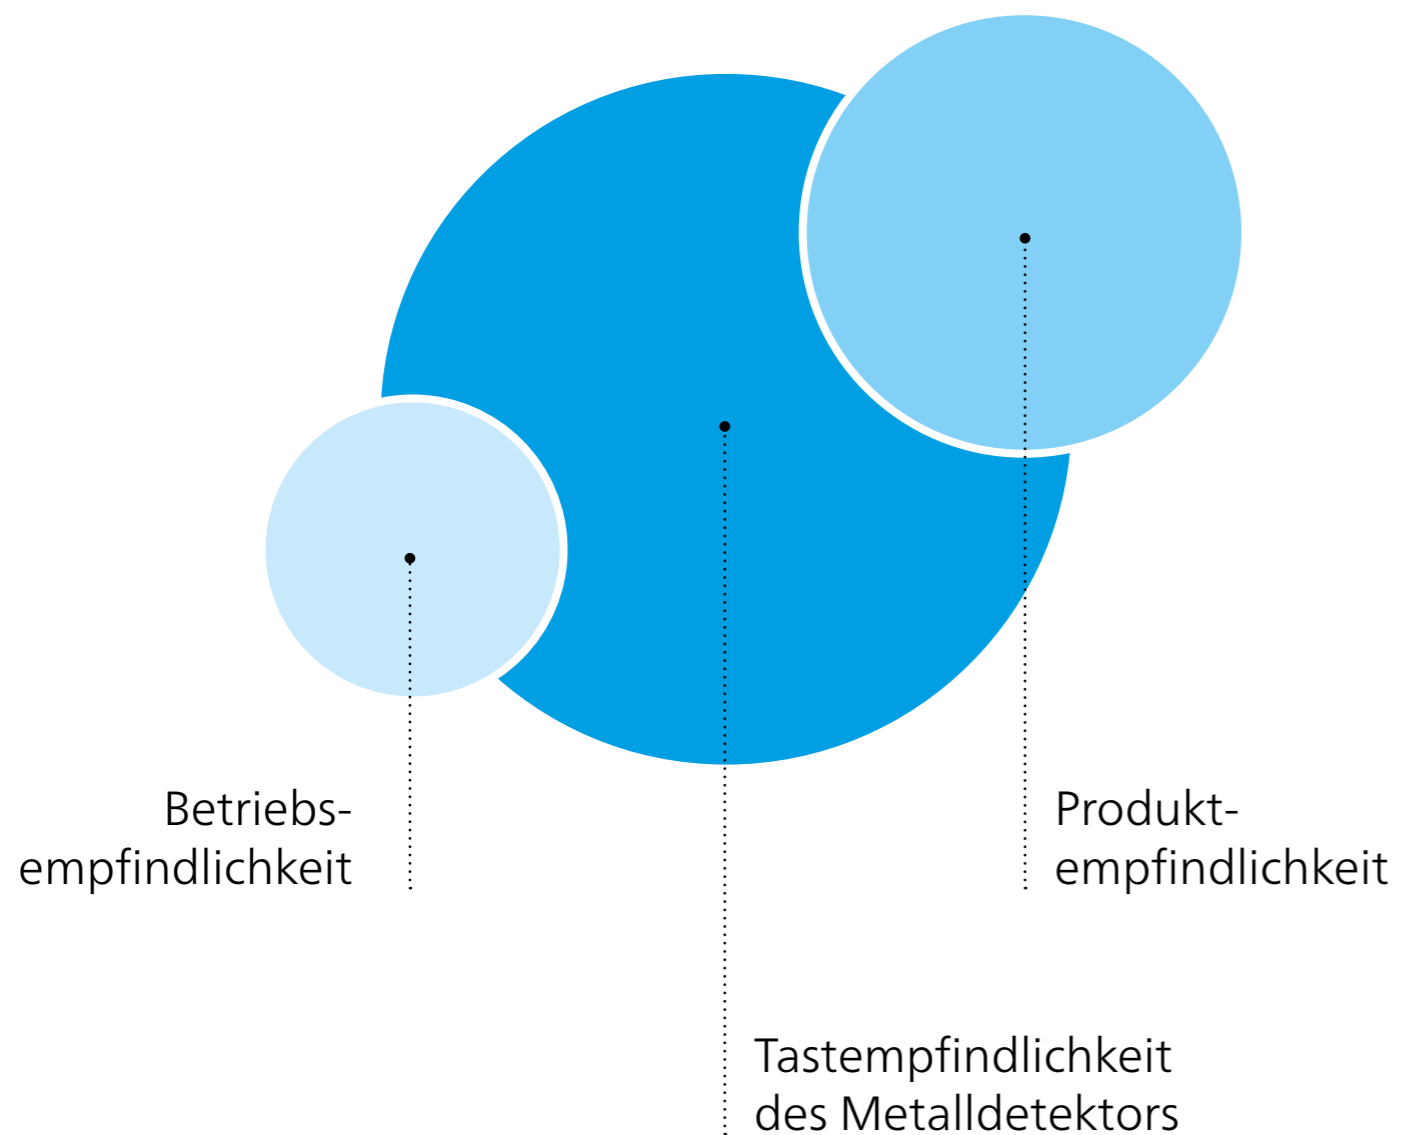 Betriebs-
empfindlichkeit
Produkt-
empfindlichkeit
Tastempfindlichkeit
des Metalldetektors